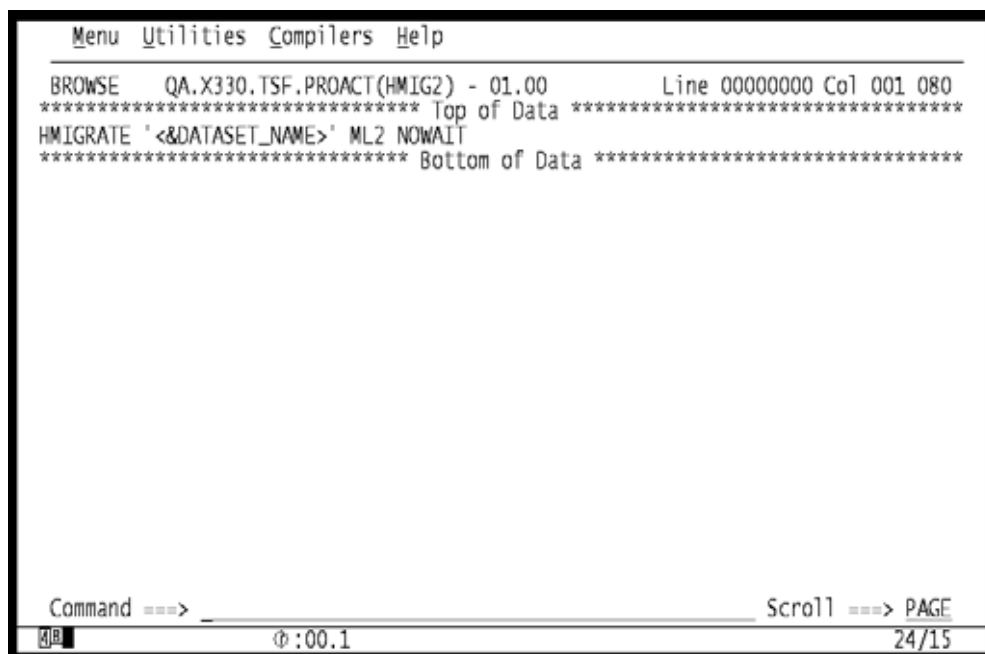 Menu Utilities Compilers Help
BROWSE QA.X330.TSF.PROACT(HMIG2) - 01.00 Line 00000000 Col 001 080
********************************* Top of Data **********************************
HMIGRATE '<&DATASET_NAME>' ML2 NOWAIT
******************************** Bottom of Data ********************************
Command ===> _ Scroll ===> PAGE
AB :00.1 24/15